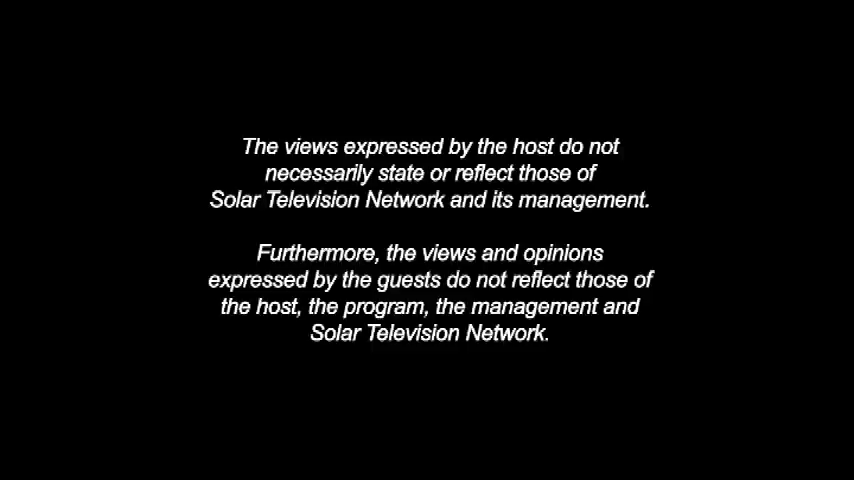 The views expressed by the host do not
necessarily state or reflect those of
Solar Television Network and its management.
Furthermore, the views and opinions
expressed by the guests do not reflect those of
the host, the program, the management and
Solar Television Network.